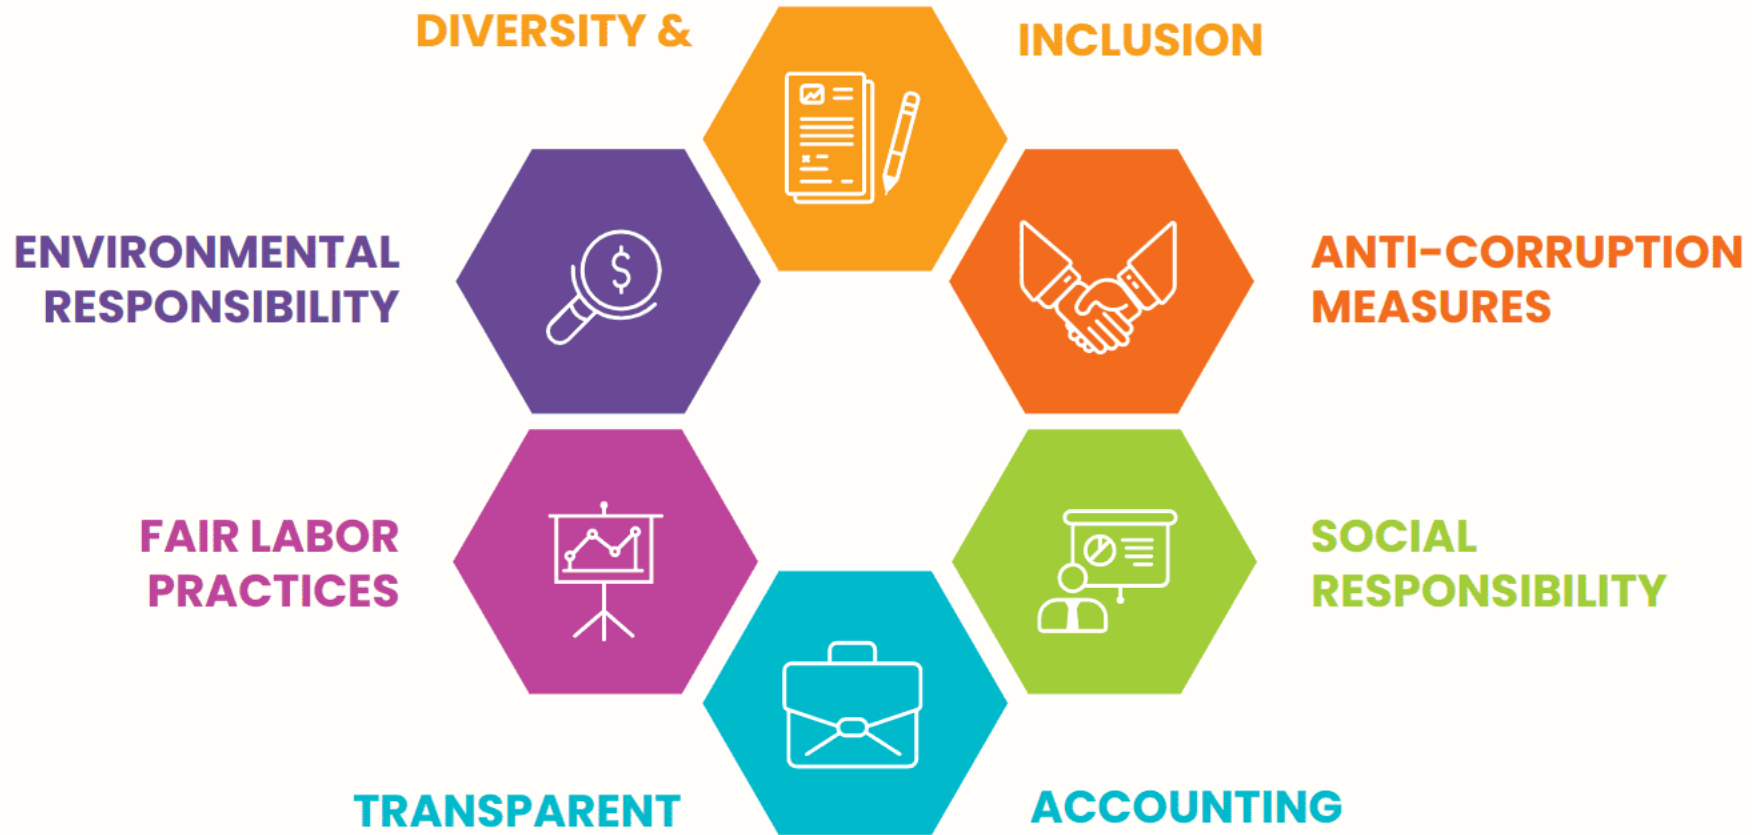 DIVERSITY & INCLUSION
ENVIRONMENTAL
RESPONSIBILITY
ANTI-CORRUPTION
MEASURES
FAIR LABOR
PRACTICES
SOCIAL
RESPONSIBILITY
TRANSPARENT ACCOUNTING
$